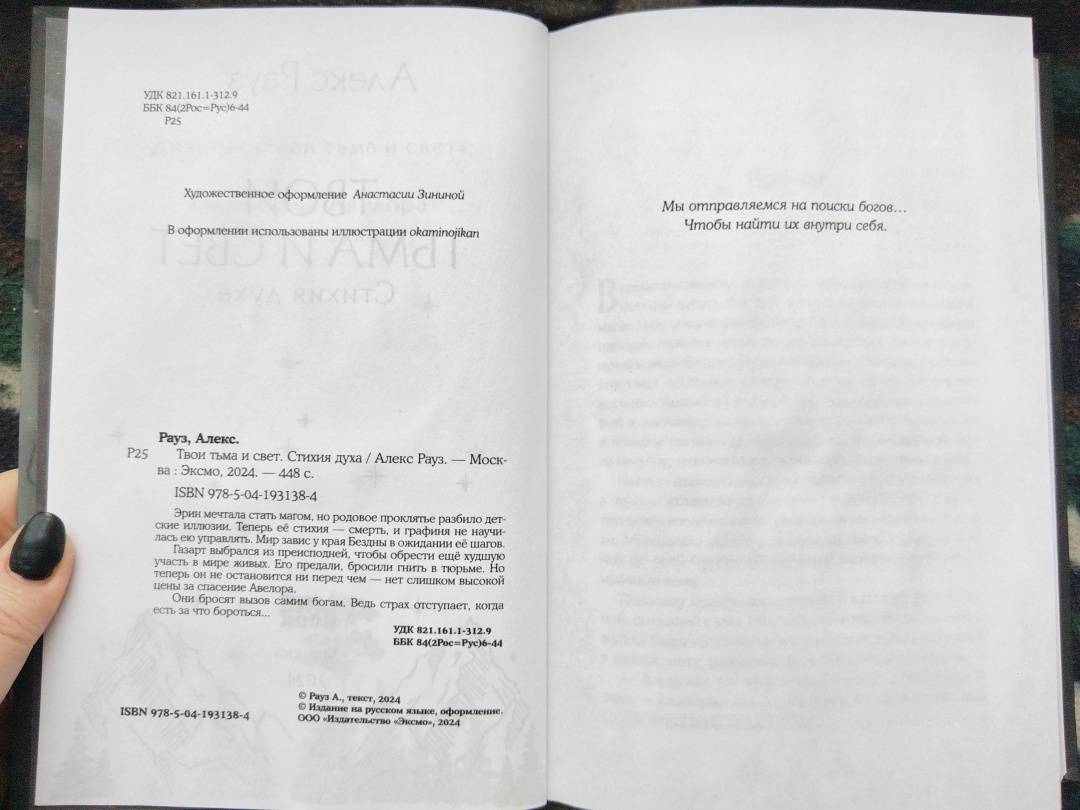 УДК 821.161.1-312.9
ББК 84(2Рос=Рус)6-44
Р25
Художественное оформление Анастасии Зининой
В оформлении использованы иллюстрации okaminojikan
Рауз, Алекс.
Р25 Твои тьма и свет. Стихия духа / Алекс Рауз. — Моск-
ва : Эксмо, 2024. — 448 с.
ISBN 978-5-04-193138-4
Эрин мечтала стать магом, но родовое проклятье разбило дет-
ские иллюзии. Теперь её стихия — смерть, и графиня не научи-
лась ею управлять. Мир завис у края Бездны в ожидании её шагов.
Газарт выбрался из преисподней, чтобы обрести ещё худшую
участь в мире живых. Его предали, бросили гнить в тюрьме. Но
теперь он не остановится ни перед чем — нет слишком высокой
цены за спасение Авелора.
Они бросят вызов самим богам. Ведь страх отступает, когда
есть за что бороться...
УДК 821.161.1-312.9
ББК 84(2Рос=Рус)6-44
© Рауз А., текст, 2024
© Издание на русском языке, оформление.
ООО «Издательство «Эксмо», 2024
ISBN 978-5-04-193138-4
Мы отправляемся на поиски богов...
Чтобы найти их внутри себя.